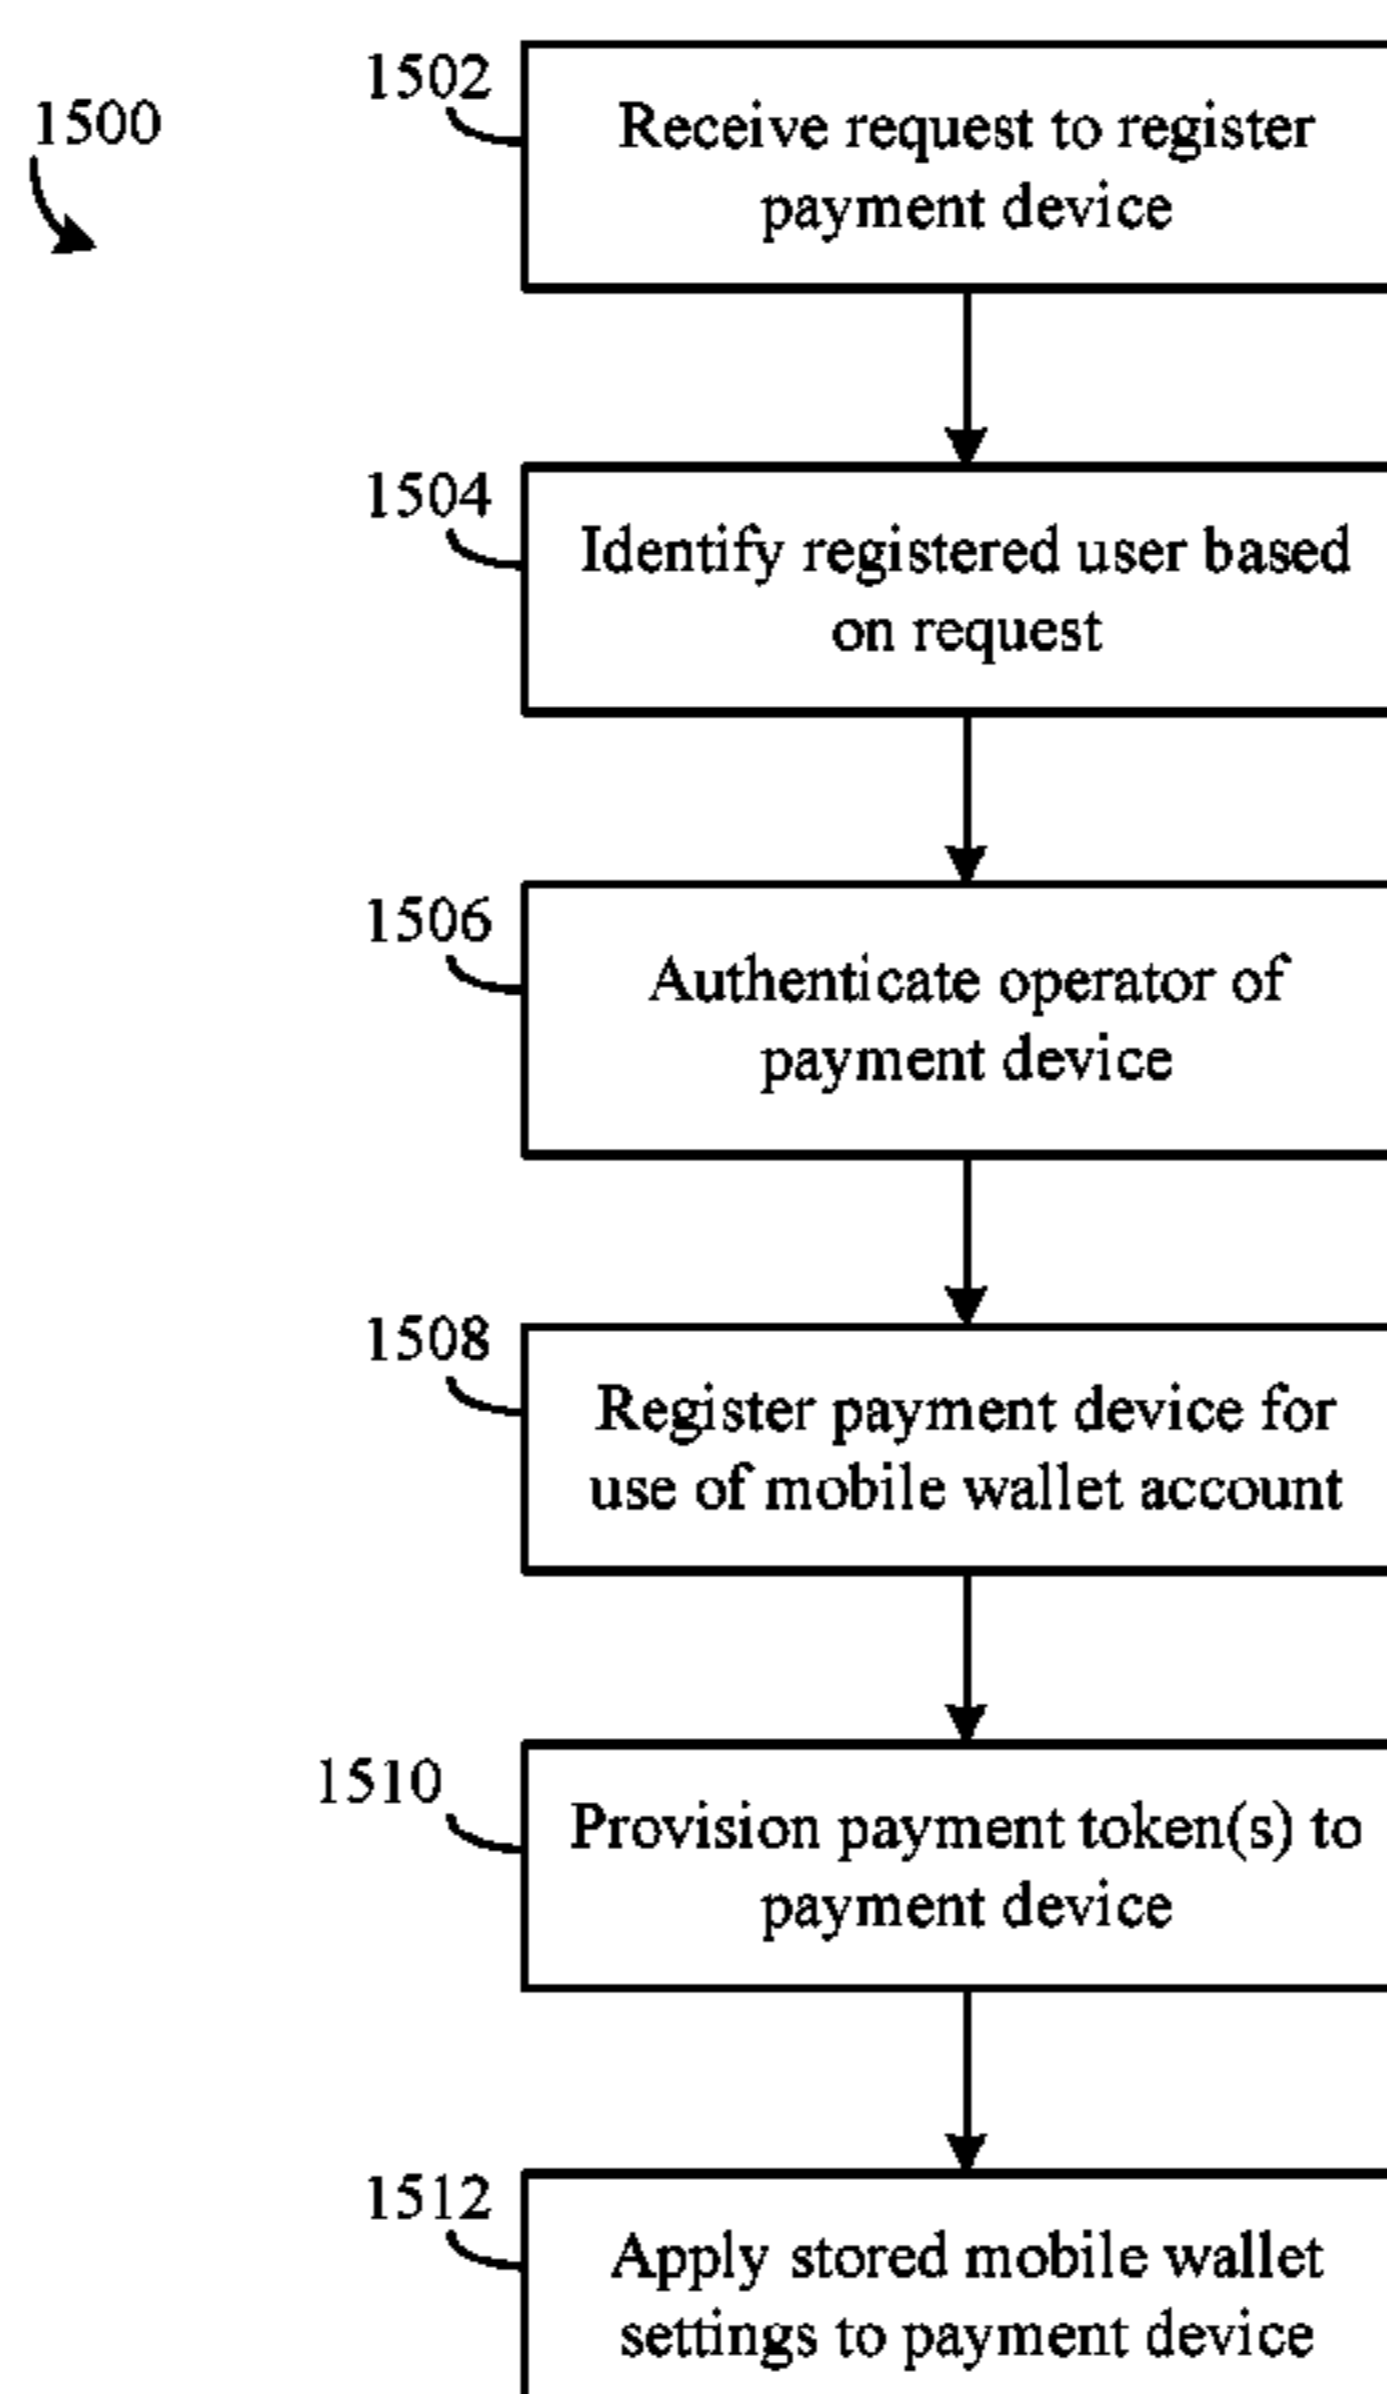 1500
1502
Receive request to register
payment device
1504
Identify registered user based
on request
1506
Authenticate operator of
payment device
1508
Register payment device for
use of mobile wallet account
1510
Provision payment token(s) to
payment device
1512
Apply stored mobile wallet
settings to payment device